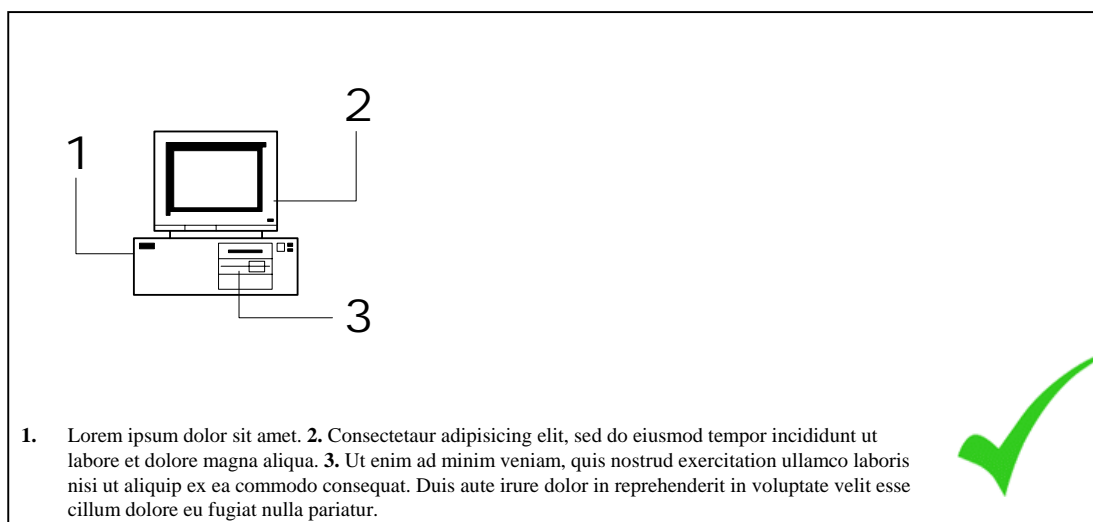 2
1
3
1. Lorem ipsum dolor sit amet. 2. Consectetaur adipisicing elit, sed do eiusmod tempor incididunt ut
labore et dolore magna aliqua. 3. Ut enim ad minim veniam, quis nostrud exercitation ullamco laboris
nisi ut aliquip ex ea commodo consequat. Duis aute irure dolor in reprehenderit in voluptate velit esse
cillum dolore eu fugiat nulla pariatur.